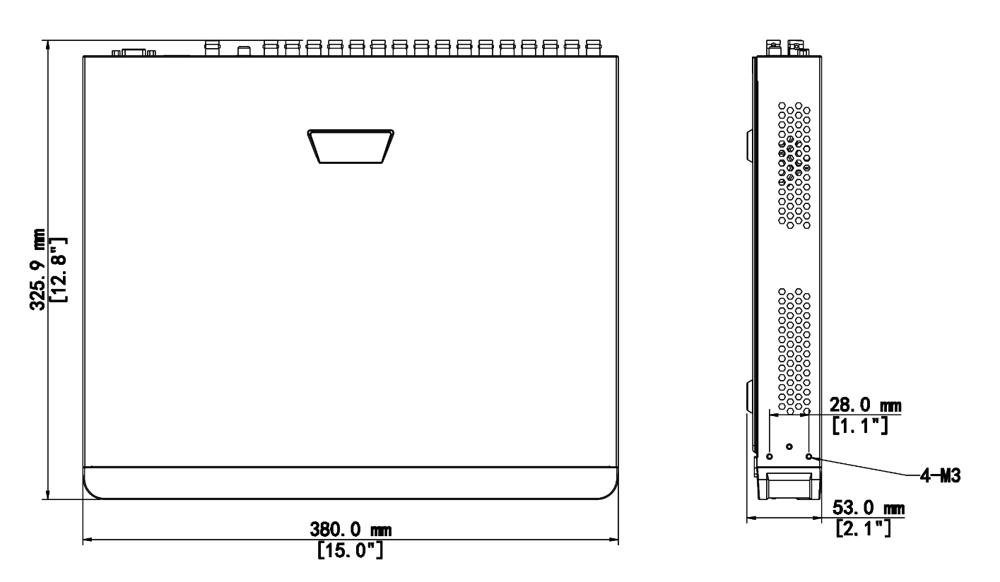 325.9 mm
[12.8"]
380.0 mm
[15.0"]
28.0 mm
[1.1"]
4-M3
53.0 mm
[2.1"]